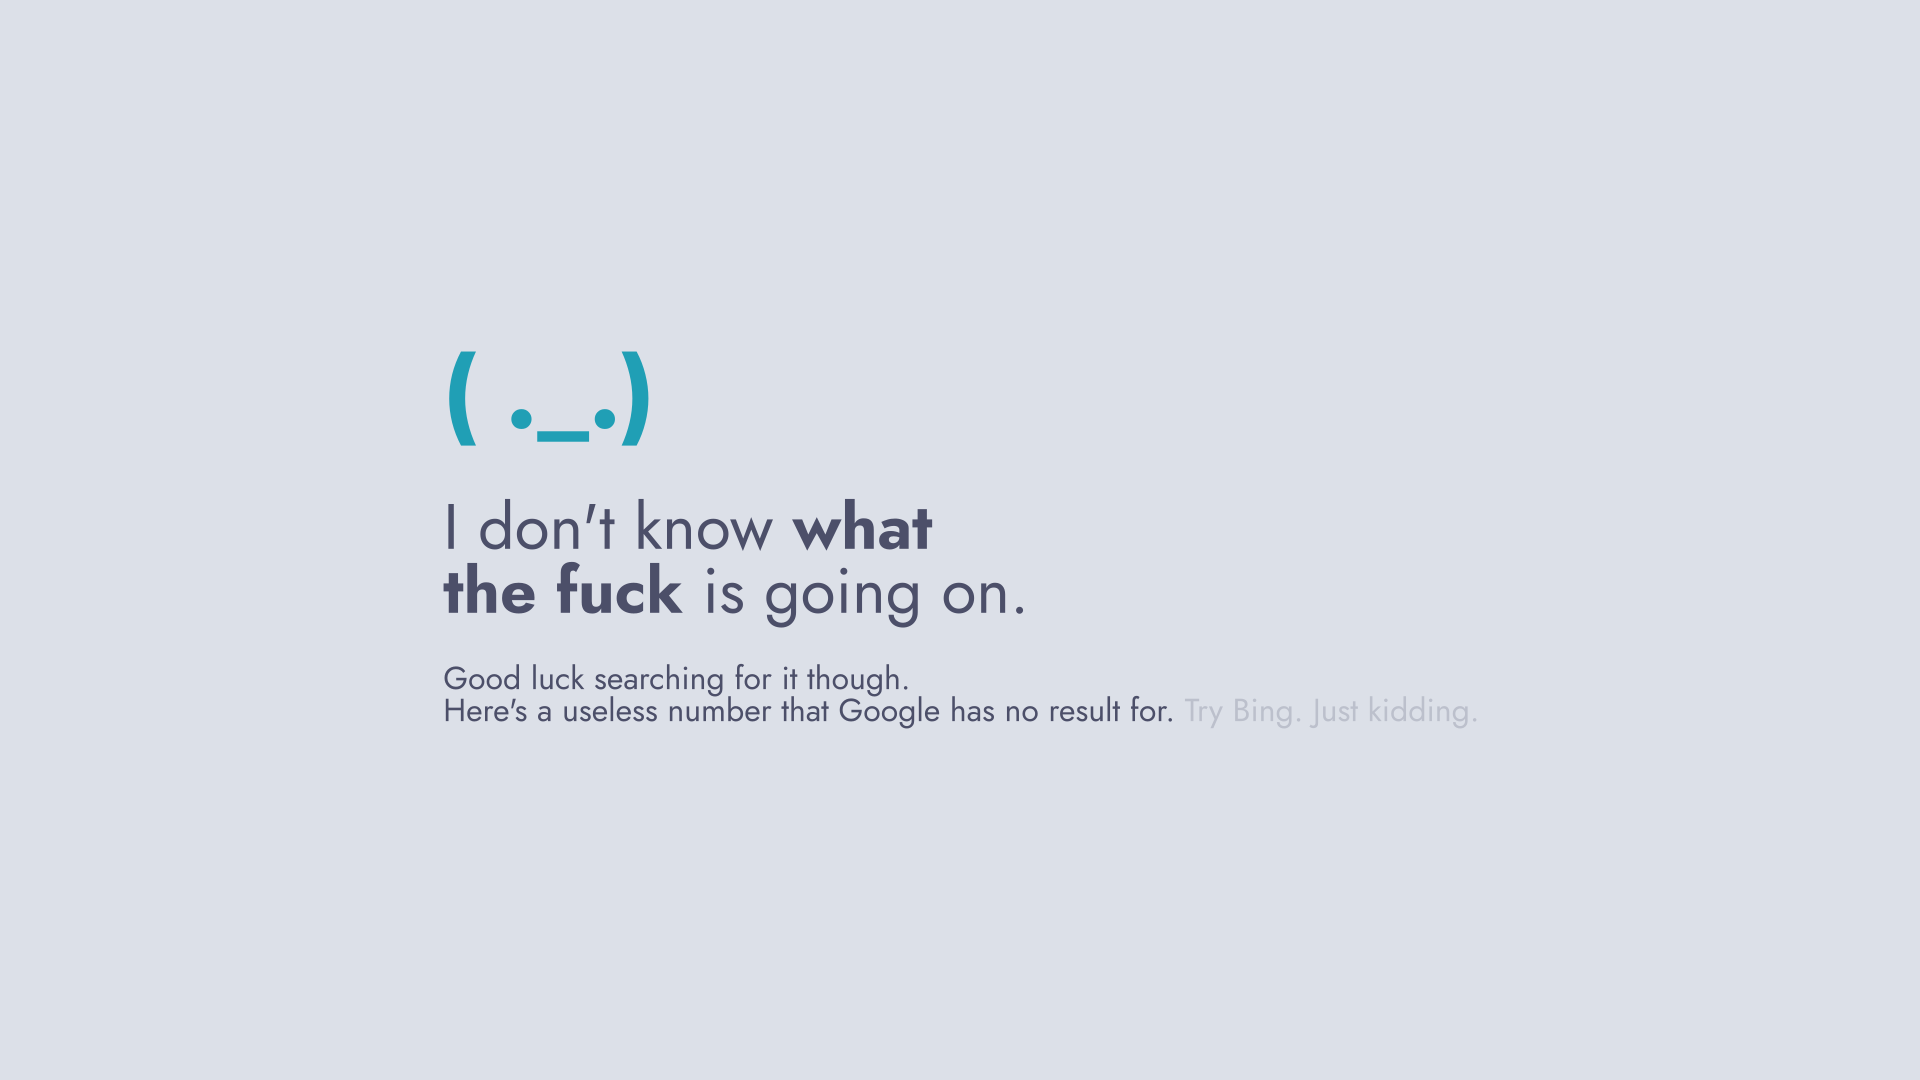 ( ._.)
I don't know what
the fuck is going on.
Good luck searching for it though.
Here's a useless number that Google has no result for. Try Bing. Just kidding.